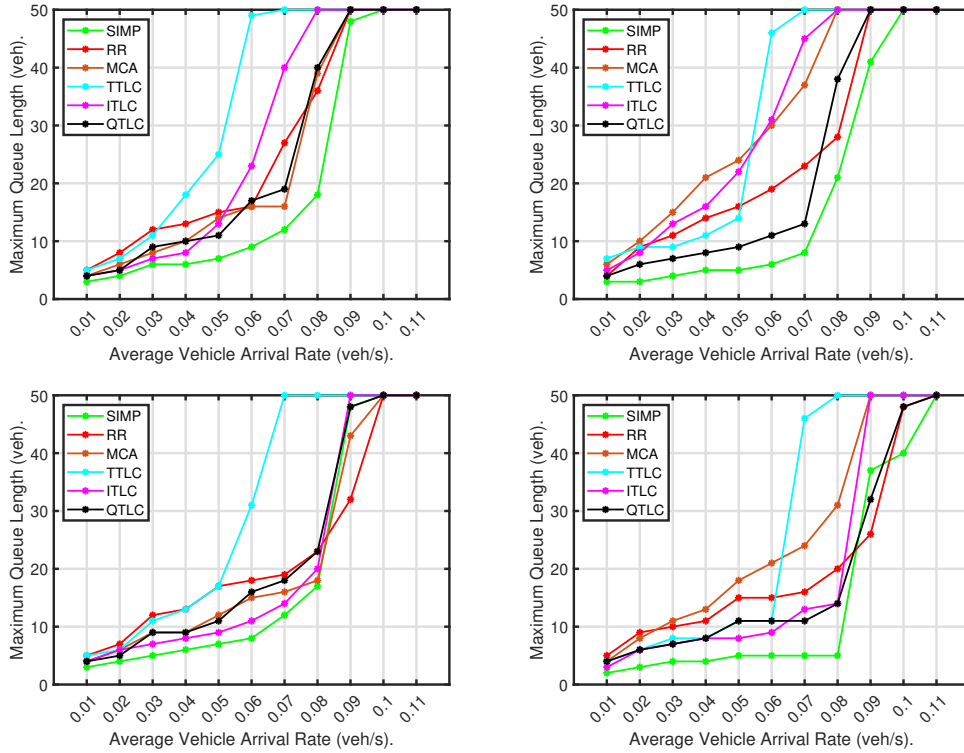 50
40
30
20
10
0
Maximum Queue Length (veh).
SIMP
RR
MCA
TTLC
ITLC
QTLC
0.01
0.02
0.03
0.04
0.05
0.06
0.07
0.08
0.09
0.1
0.11
Average Vehicle Arrival Rate (veh/s).
50
40
30
20
10
0
Maximum Queue Length (veh).
SIMP
RR
MCA
TTLC
ITLC
QTLC
0.01
0.02
0.03
0.04
0.05
0.06
0.07
0.08
0.09
0.1
0.11
Average Vehicle Arrival Rate (veh/s).
50
40
30
20
10
0
Maximum Queue Length (veh).
SIMP
RR
MCA
TTLC
ITLC
QTLC
0.01
0.02
0.03
0.04
0.05
0.06
0.07
0.08
0.09
0.1
0.11
Average Vehicle Arrival Rate (veh/s).
50
40
30
20
10
0
Maximum Queue Length (veh).
SIMP
RR
MCA
TTLC
ITLC
QTLC
0.01
0.02
0.03
0.04
0.05
0.06
0.07
0.08
0.09
0.1
0.11
Average Vehicle Arrival Rate (veh/s).